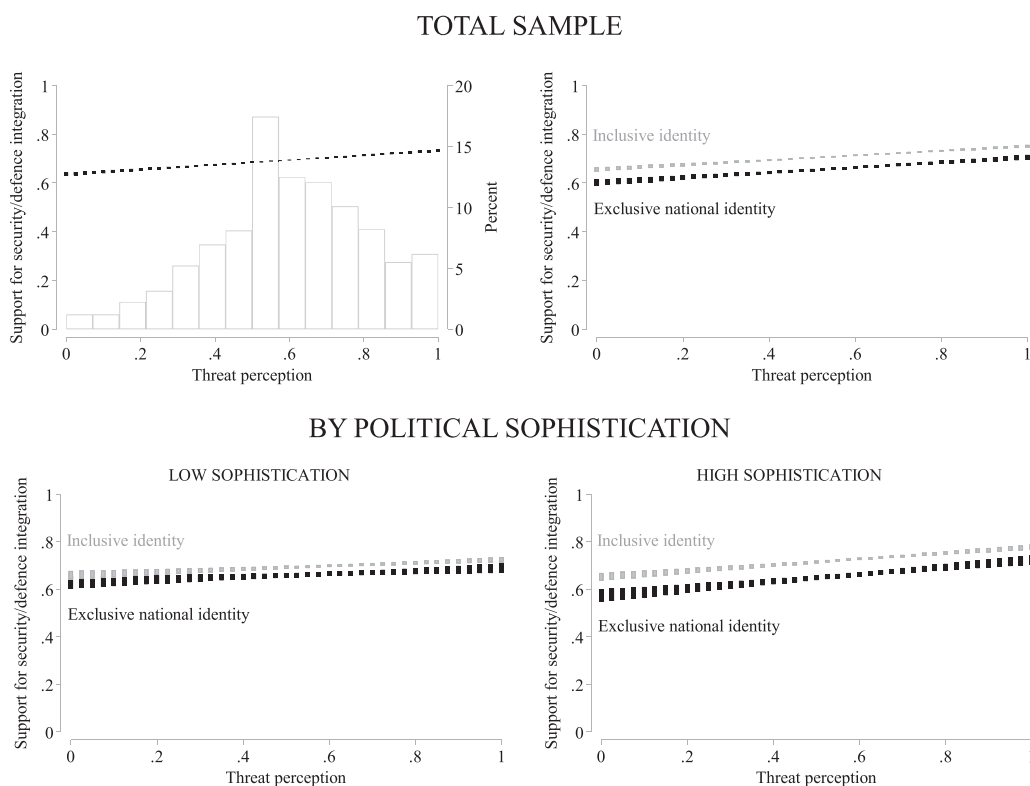 TOTAL SAMPLE
Support for security/defence integration
1
.8
.6
.4
.2
0
20
15
10
5
0
Percent
0 .2 .4 .6 .8 1
Threat perception
Support for security/defence integration
1
.8
.6
.4
.2
0
Inclusive identity
Exclusive national identity
0 .2 .4 .6 .8 1
Threat perception
BY POLITICAL SOPHISTICATION
LOW SOPHISTICATION
Support for security/defence integration
1
.8
.6
.4
.2
0
Inclusive identity
Exclusive national identity
0 .2 .4 .6 .8 1
Threat perception
HIGH SOPHISTICATION
Support for security/defence integration
1
.8
.6
.4
.2
0
Inclusive identity
Exclusive national identity
0 .2 .4 .6 .8
Threat perception